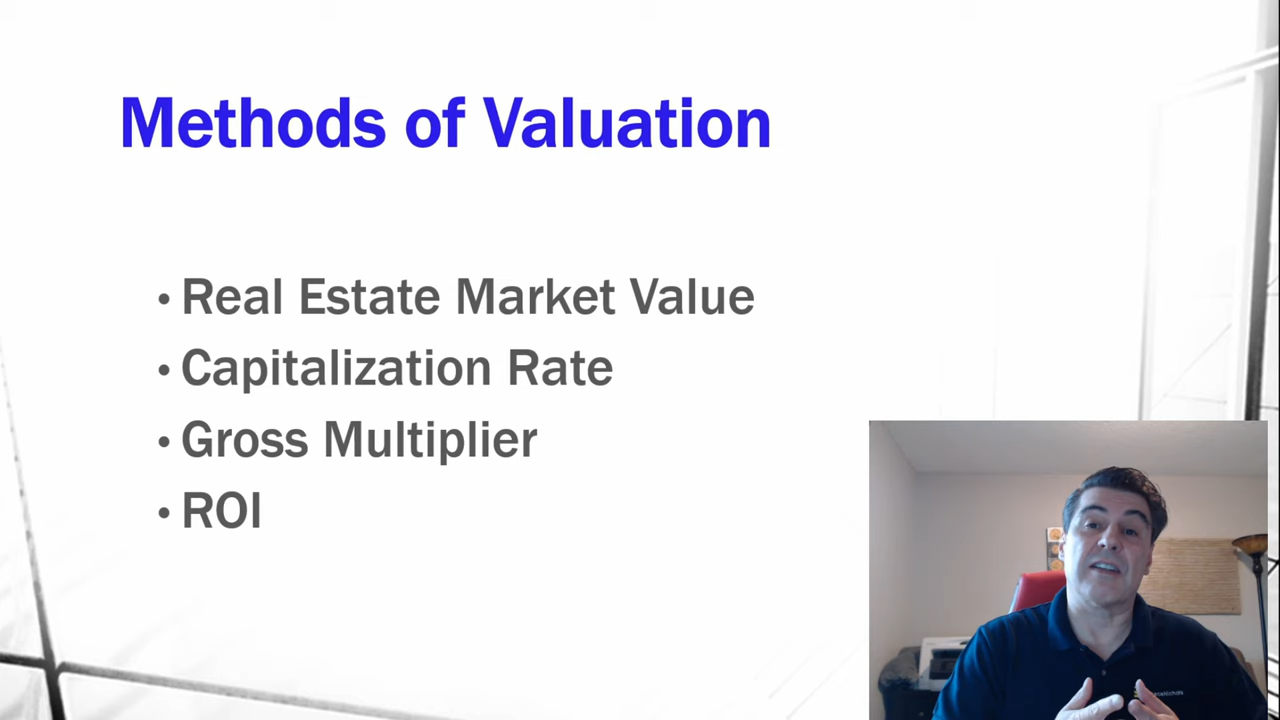 Methods of Valuation
• Real Estate Market Value
• Capitalization Rate
• Gross Multiplier
• ROI